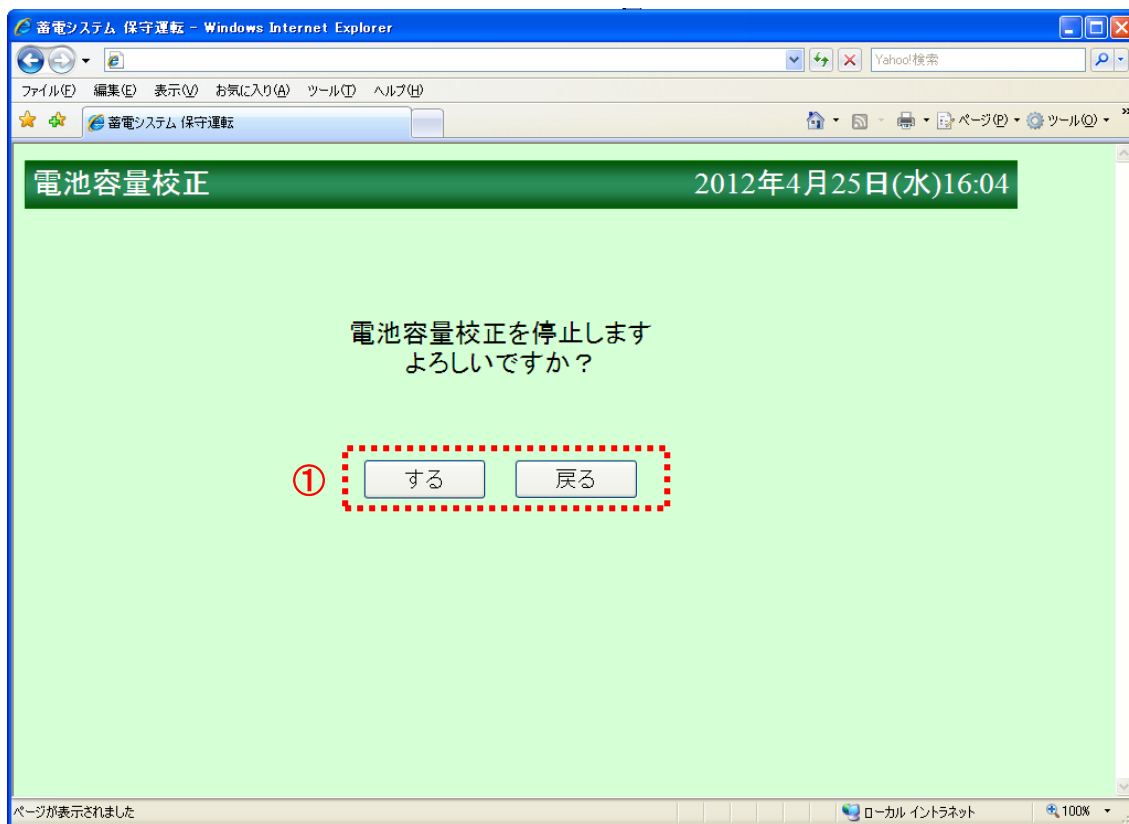 蓄電システム 保守運転 - Windows Internet Explorer
Yahoo!検索
ファイル(F) 編集(E) 表示(V) お気に入り(A) ツール(T) ヘルプ(H)
蓄電システム 保守運転
ページ(P) ツール(O) »
電池容量校正 2012年4月25日(水)16:04
電池容量校正を停止します
よろしいですか？
① する 戻る
ページが表示されました ローカル イントラネット 100%